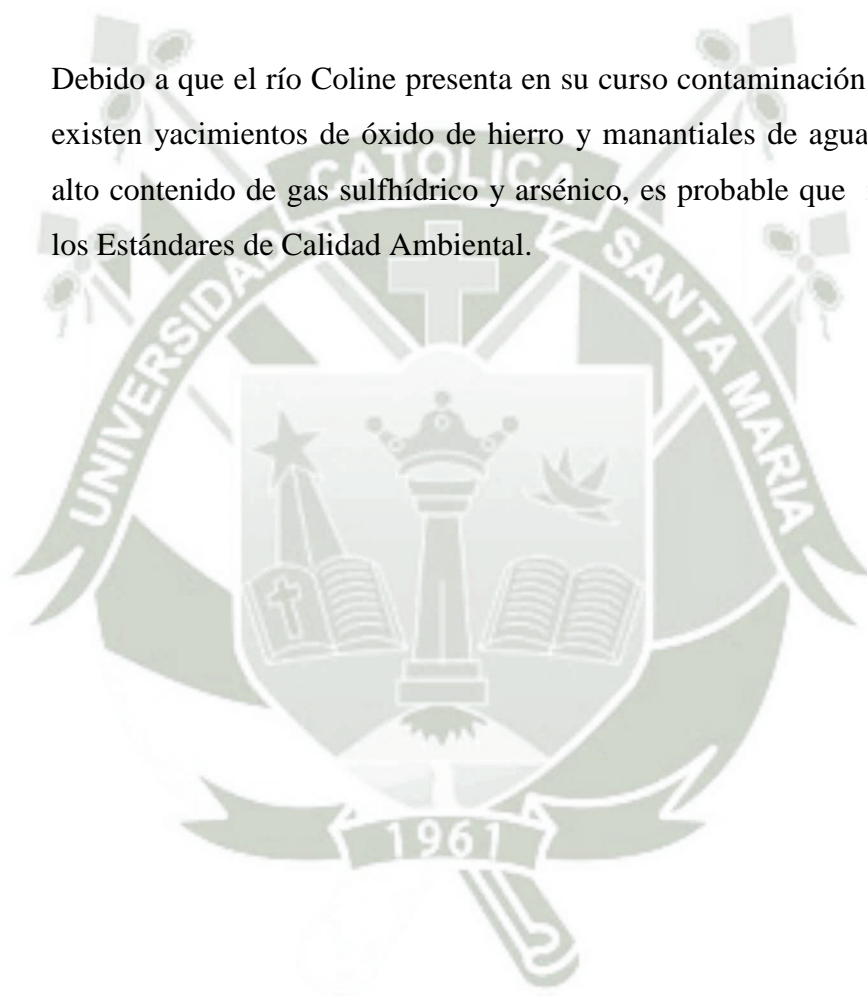 Debido a que el río Coline presenta en su curso contaminación
existen yacimientos de óxido de hierro y manantiales de agua
alto contenido de gas sulfhídrico y arsénico, es probable que
los Estándares de Calidad Ambiental.
UNIVERSIDAD CATOLICA SANTA MARIA
1961